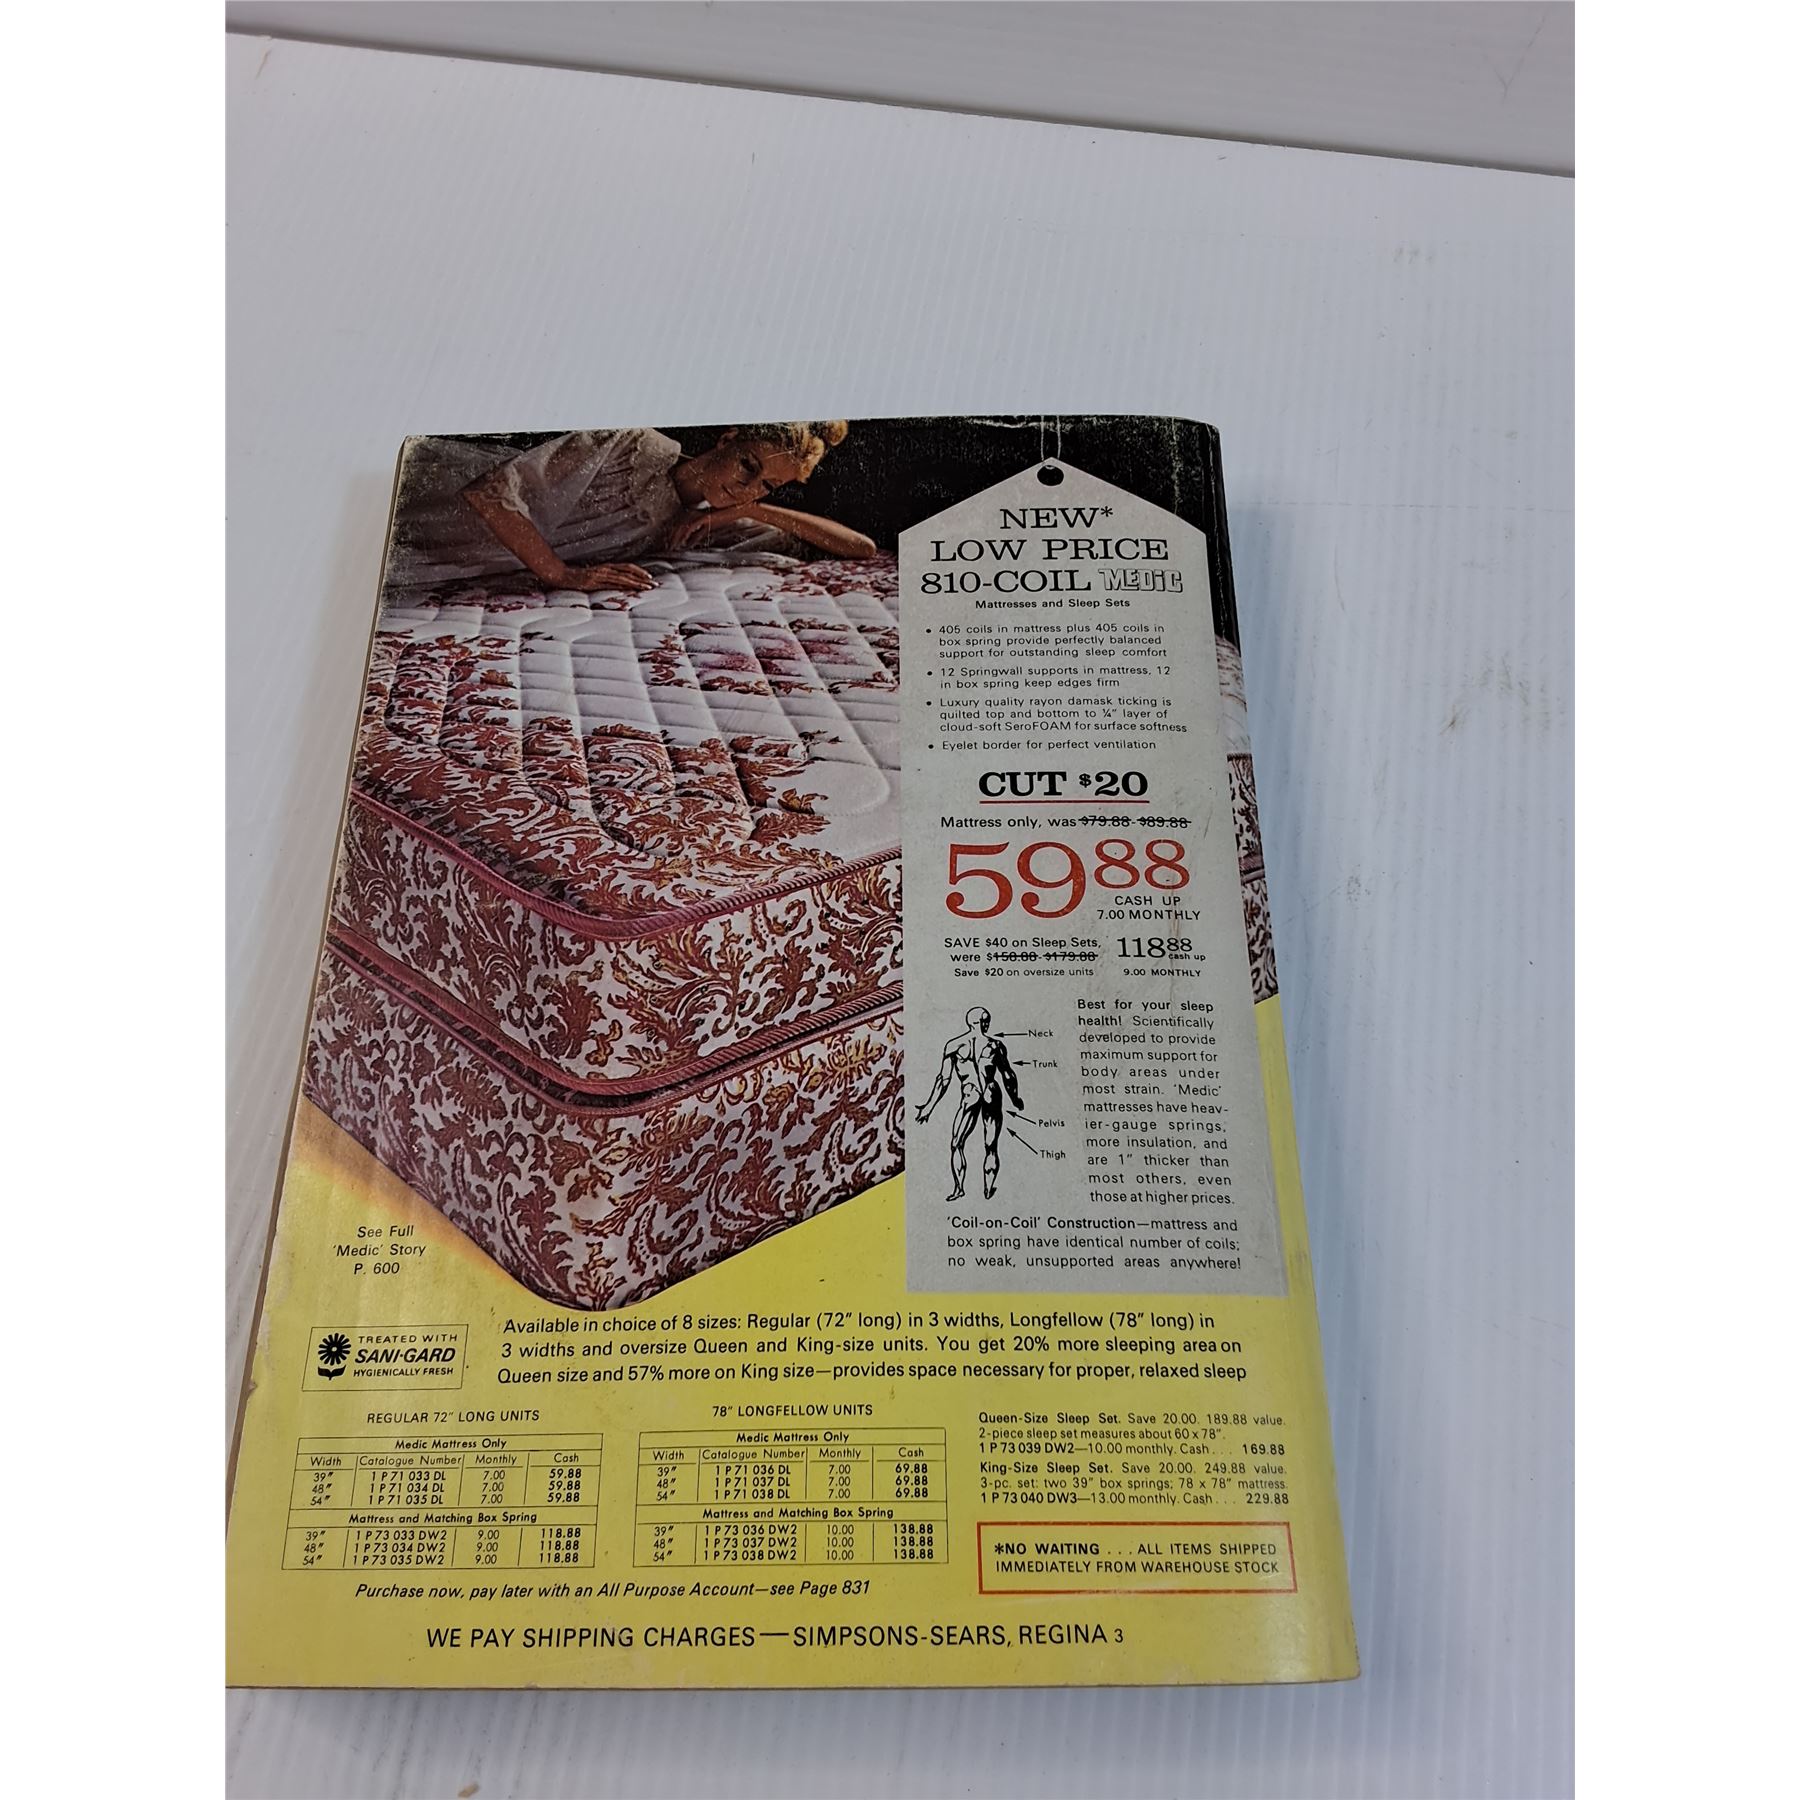 NEW*
LOW PRICE
810-COIL MEDIC
Mattresses and Sleep Sets
• 405 coils in mattress plus 405 coils in
box spring provide perfectly balanced
support for outstanding sleep comfort
• 12 Springwall supports in mattress, 12
in box spring keep edges firm
• Luxury quality rayon damask ticking is
quilted top and bottom to ¼" layer of
cloud-soft SeroFOAM for surface softness
• Eyelet border for perfect ventilation
CUT $20
Mattress only, was $79.88-$89.88
59 88
CASH UP
7.00 MONTHLY
SAVE $40 on Sleep Sets,
were $158.88-$179.88
Save $20 on oversize units
118 88
cash up
9.00 MONTHLY
Neck
Trunk
Pelvis
Thigh
Best for your sleep
health! Scientifically
developed to provide
maximum support for
body areas under
most strain. 'Medic'
mattresses have heav-
ier-gauge springs,
more insulation, and
are 1" thicker than
most others, even
those at higher prices.
'Coil-on-Coil' Construction—mattress and
box spring have identical number of coils;
no weak, unsupported areas anywhere!
See Full
'Medic' Story
P. 600
TREATED WITH
SANI-GARD
HYGIENICALLY FRESH
Available in choice of 8 sizes: Regular (72" long) in 3 widths, Longfellow (78" long) in
3 widths and oversize Queen and King-size units. You get 20% more sleeping area on
Queen size and 57% more on King size—provides space necessary for proper, relaxed sleep
REGULAR 72" LONG UNITS
Medic Mattress Only
Width Catalogue Number Monthly Cash
39" 1 P 71 033 DL 7.00 59.88
48" 1 P 71 034 DL 7.00 59.88
54" 1 P 71 035 DL 7.00 59.88
Mattress and Matching Box Spring
39" 1 P 73 033 DW2 9.00 118.88
48" 1 P 73 034 DW2 9.00 118.88
54" 1 P 73 035 DW2 9.00 118.88
78" LONGFELLOW UNITS
Medic Mattress Only
Width Catalogue Number Monthly Cash
39" 1 P 71 036 DL 7.00 69.88
48" 1 P 71 037 DL 7.00 69.88
54" 1 P 71 038 DL 7.00 69.88
Mattress and Matching Box Spring
39" 1 P 73 036 DW2 10.00 138.88
48" 1 P 73 037 DW2 10.00 138.88
54" 1 P 73 038 DW2 10.00 138.88
Queen-Size Sleep Set. Save 20.00. 189.88 value.
2-piece sleep set measures about 60 x 78".
1 P 73 039 DW2—10.00 monthly. Cash . . . 169.88
King-Size Sleep Set. Save 20.00. 249.88 value.
3-pc. set: two 39" box springs; 78 x 78" mattress.
1 P 73 040 DW3—13.00 monthly. Cash . . . 229.88
*NO WAITING . . . ALL ITEMS SHIPPED
IMMEDIATELY FROM WAREHOUSE STOCK
Purchase now, pay later with an All Purpose Account—see Page 831
WE PAY SHIPPING CHARGES—SIMPSONS-SEARS, REGINA 3